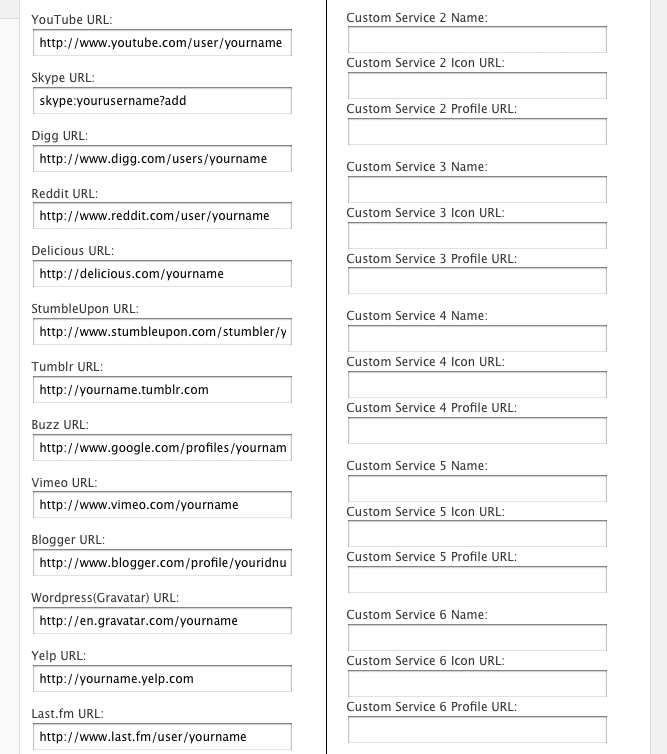 YouTube URL:
http://www.youtube.com/user/yourname
Skype URL:
skype:yourusername?add
Digg URL:
http://www.digg.com/users/yourname
Reddit URL:
http://www.reddit.com/user/yourname
Delicious URL:
http://delicious.com/yourname
StumbleUpon URL:
http://www.stumbleupon.com/stumbler/y
Tumblr URL:
http://yourname.tumblr.com
Buzz URL:
http://www.google.com/profiles/yournam
Vimeo URL:
http://www.vimeo.com/yourname
Blogger URL:
http://www.blogger.com/profile/youridnu
Wordpress(Gravatar) URL:
http://en.gravatar.com/yourname
Yelp URL:
http://yourname.yelp.com
Last.fm URL:
http://www.last.fm/user/yourname
Custom Service 2 Name:
Custom Service 2 Icon URL:
Custom Service 2 Profile URL:
Custom Service 3 Name:
Custom Service 3 Icon URL:
Custom Service 3 Profile URL:
Custom Service 4 Name:
Custom Service 4 Icon URL:
Custom Service 4 Profile URL:
Custom Service 5 Name:
Custom Service 5 Icon URL:
Custom Service 5 Profile URL:
Custom Service 6 Name:
Custom Service 6 Icon URL:
Custom Service 6 Profile URL: